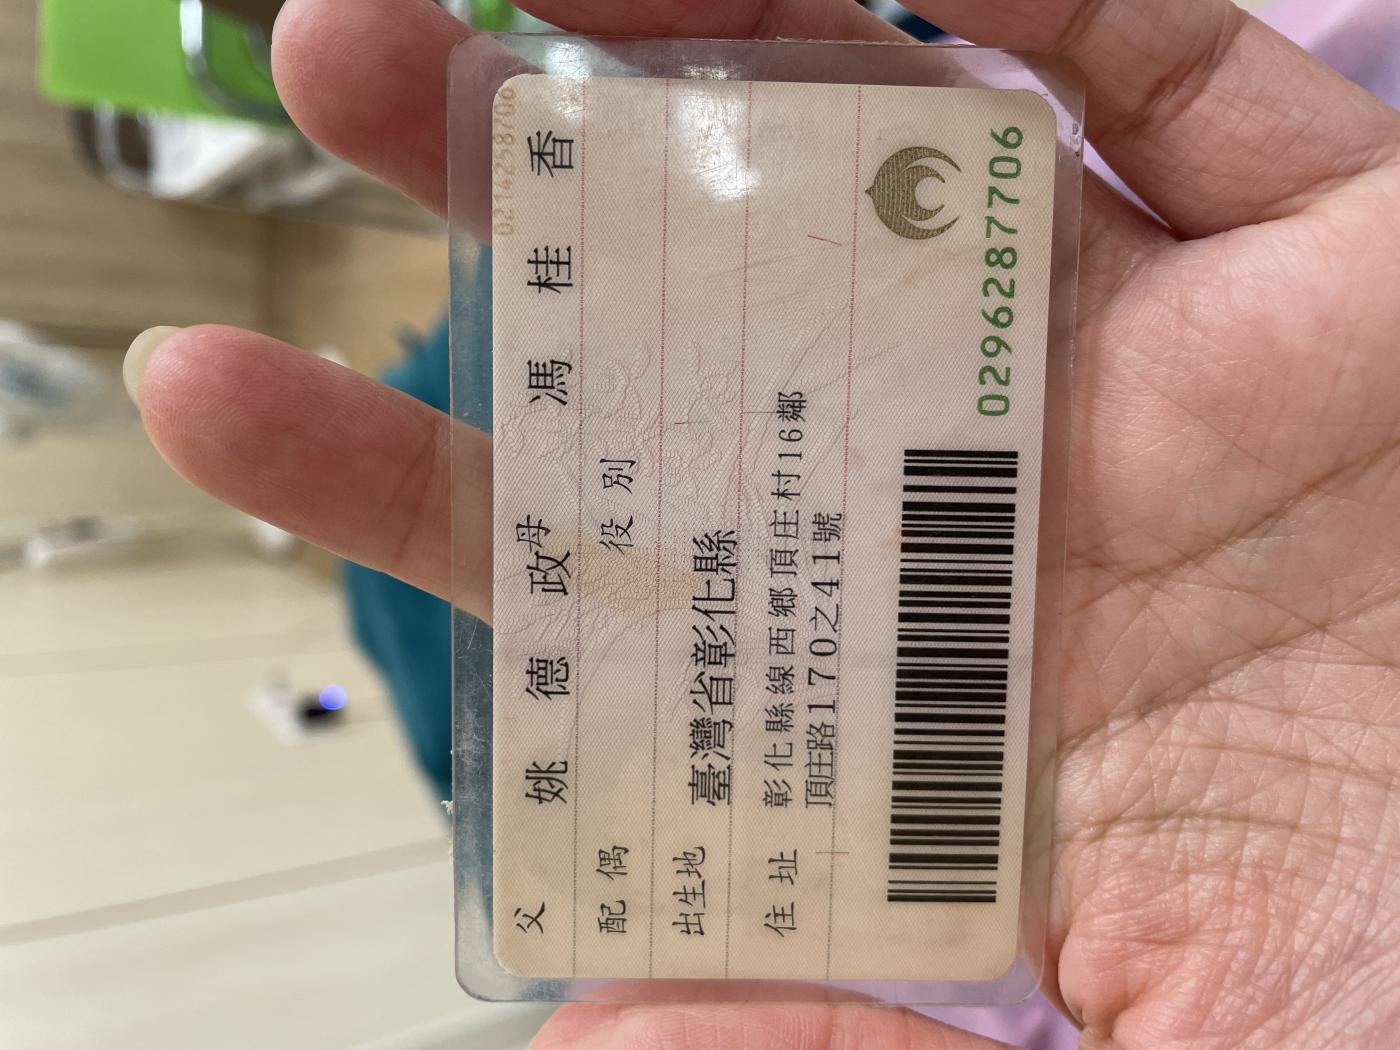 0214258706
父 姚德政 母 馮桂香
配偶 役別
出生地 臺灣省彰化縣
住址 彰化縣線西鄉頂庄村16鄰
頂庄路170之41號
0296287706